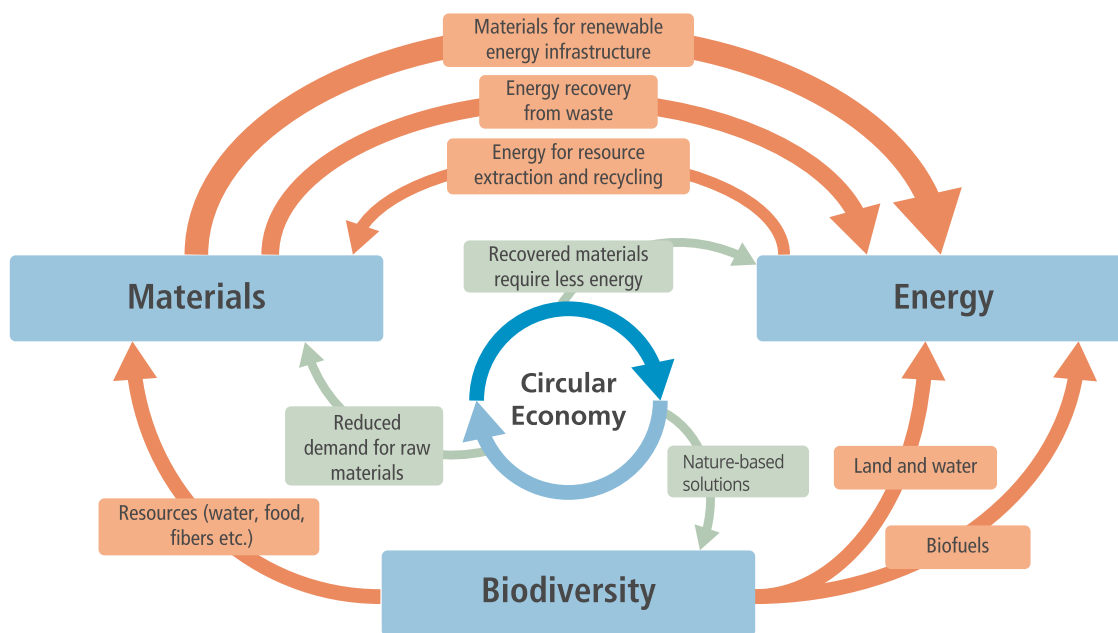 Materials for renewable
energy infrastructure
Energy recovery
from waste
Energy for resource
extraction and recycling
Recovered materials
require less energy
Materials
Energy
Circular
Economy
Reduced
demand for raw
materials
Nature-based
solutions
Land and water
Resources (water, food,
fibers etc.)
Biofuels
Biodiversity